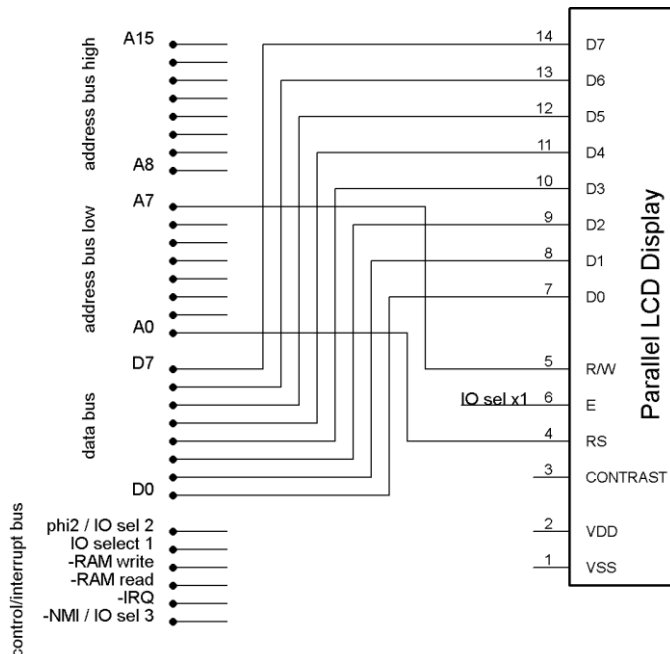 address bus high
A15
A8
address bus low
A7
A0
data bus
D7
D0
control/interrupt bus
phi2 / IO sel 2
IO select 1
-RAM write
-RAM read
-IRQ
-NMI / IO sel 3
14 D7
13 D6
12 D5
11 D4
10 D3
9 D2
8 D1
7 D0
5 R/W
IO sel x1 6 E
4 RS
3 CONTRAST
2 VDD
1 VSS
Parallel LCD Display